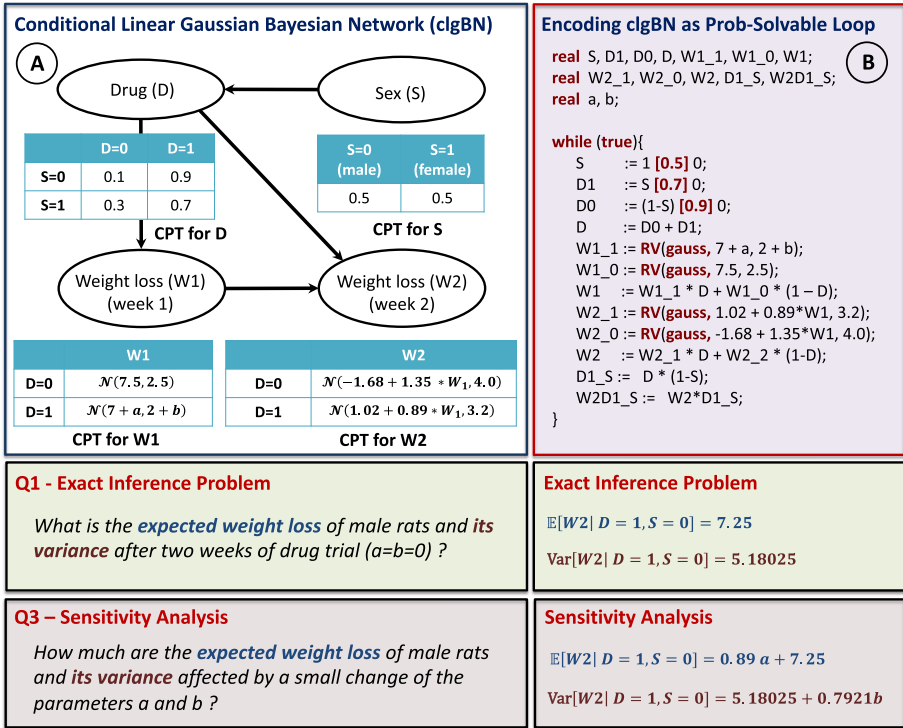 Conditional Linear Gaussian Bayesian Network (clgBN)
A
Drug (D)
Sex (S)
D=0 D=1
S=0 0.1 0.9
S=1 0.3 0.7
CPT for D
S=0 (male) S=1 (female)
0.5 0.5
CPT for S
Weight loss (W1)
(week 1)
Weight loss (W2)
(week 2)
W1
D=0 𝒩(7.5, 2.5)
D=1 𝒩(7 + a, 2 + b)
CPT for W1
W2
D=0 𝒩(−1.68 + 1.35 * W₁, 4.0)
D=1 𝒩(1.02 + 0.89 * W₁, 3.2)
CPT for W2
Encoding clgBN as Prob-Solvable Loop
B
real S, D1, D0, D, W1_1, W1_0, W1;
real W2_1, W2_0, W2, D1_S, W2D1_S;
real a, b;
while (true){
S := 1 [0.5] 0;
D1 := S [0.7] 0;
D0 := (1-S) [0.9] 0;
D := D0 + D1;
W1_1 := RV(gauss, 7 + a, 2 + b);
W1_0 := RV(gauss, 7.5, 2.5);
W1 := W1_1 * D + W1_0 * (1 – D);
W2_1 := RV(gauss, 1.02 + 0.89*W1, 3.2);
W2_0 := RV(gauss, -1.68 + 1.35*W1, 4.0);
W2 := W2_1 * D + W2_2 * (1-D);
D1_S := D * (1-S);
W2D1_S := W2*D1_S;
}
Q1 - Exact Inference Problem
What is the expected weight loss of male rats and its
variance after two weeks of drug trial (a=b=0) ?
Exact Inference Problem
𝔼[W2| D = 1, S = 0] = 7.25
Var[W2| D = 1, S = 0] = 5.18025
Q3 – Sensitivity Analysis
How much are the expected weight loss of male rats
and its variance affected by a small change of the
parameters a and b ?
Sensitivity Analysis
𝔼[W2| D = 1, S = 0] = 0.89 a + 7.25
Var[W2| D = 1, S = 0] = 5.18025 + 0.7921b